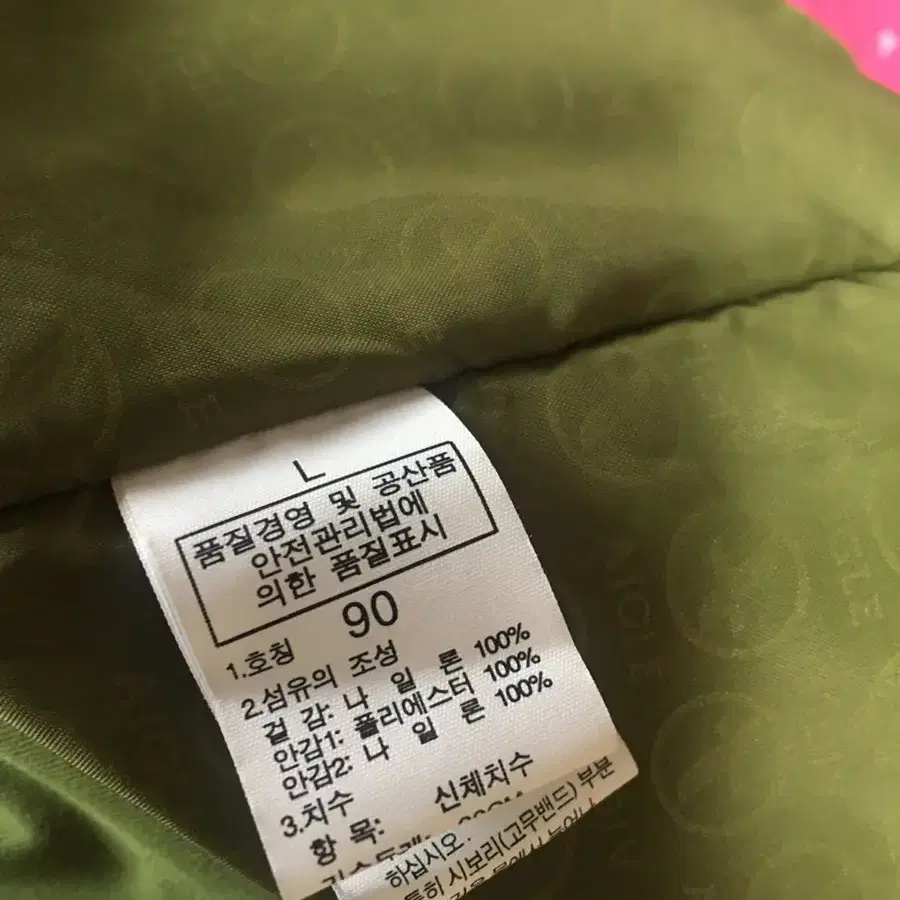 L
품질경영 및 공산품
안전관리법에
의한 품질표시
1.호칭 90
2.섬유의 조성
겉 감: 나 일 론 100%
안감1: 폴리에스터 100%
안감2: 나 일 론 100%
3.치수 신체치수
항 목:
하십시오.
특히 시보리(고무밴드) 부분